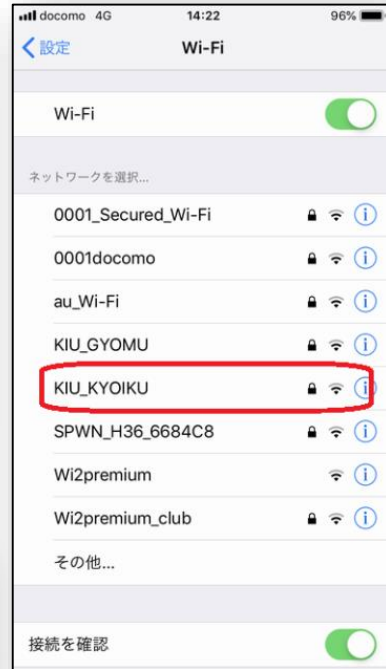 docomo 4G 14:22 96%
設定 Wi-Fi
Wi-Fi
ネットワークを選択...
0001_Secured_Wi-Fi
0001docomo
au_Wi-Fi
KIU_GYOMU
KIU_KYOIKU
SPWN_H36_6684C8
Wi2premium
Wi2premium_club
その他...
接続を確認